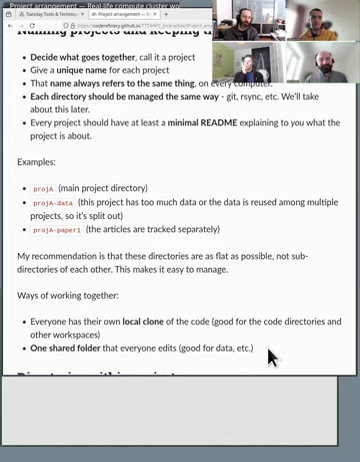 Project arrangement — Real-life compute cluster wo
Tuesday Tools & Techniqu
Project arrangement — R
coderefinery.github.io/TTT4HPC
Naming projects and keeping t
Decide what goes together, call it a project
Give a unique name for each project
That name always refers to the same thing, on every computer.
Each directory should be managed the same way - git, rsync, etc. We'll take
about this later.
Every project should have at least a minimal README explaining to you what the
project is about.
Examples:
projA (main project directory)
projA-data (this project has too much data or the data is reused among multiple
projects, so it's split out)
projA-paper1 (the articles are tracked separately)
My recommendation is that these directories are as flat as possible, not sub-
directories of each other. This makes it easy to manage.
Ways of working together:
Everyone has their own local clone of the code (good for the code directories and
other workspaces)
One shared folder that everyone edits (good for data, etc.)